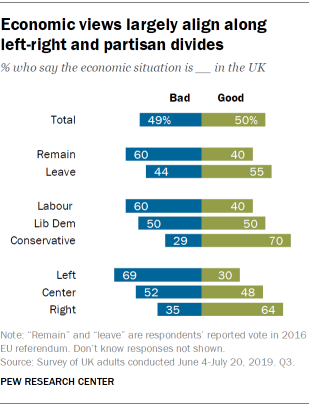 Economic views largely align along
left-right and partisan divides
% who say the economic situation is __ in the UK
Bad Good
Total 49% 50%
Remain 60 40
Leave 44 55
Labour 60 40
Lib Dem 50 50
Conservative 29 70
Left 69 30
Center 52 48
Right 35 64
Note: “Remain” and “leave” are respondents’ reported vote in 2016
EU referendum. Don’t know responses not shown.
Source: Survey of UK adults conducted June 4-July 20, 2019. Q3.
PEW RESEARCH CENTER